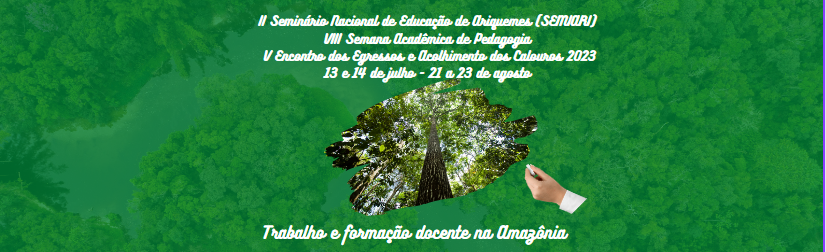 II Seminário Nacional de Educação de Ariquemes (SEMARI)
VIII Semana Acadêmica de Pedagogia
V Encontro dos Egressos e Acolhimento dos Calouros 2023
13 e 14 de julho - 21 a 23 de agosto
Trabalho e formação docente na Amazônia